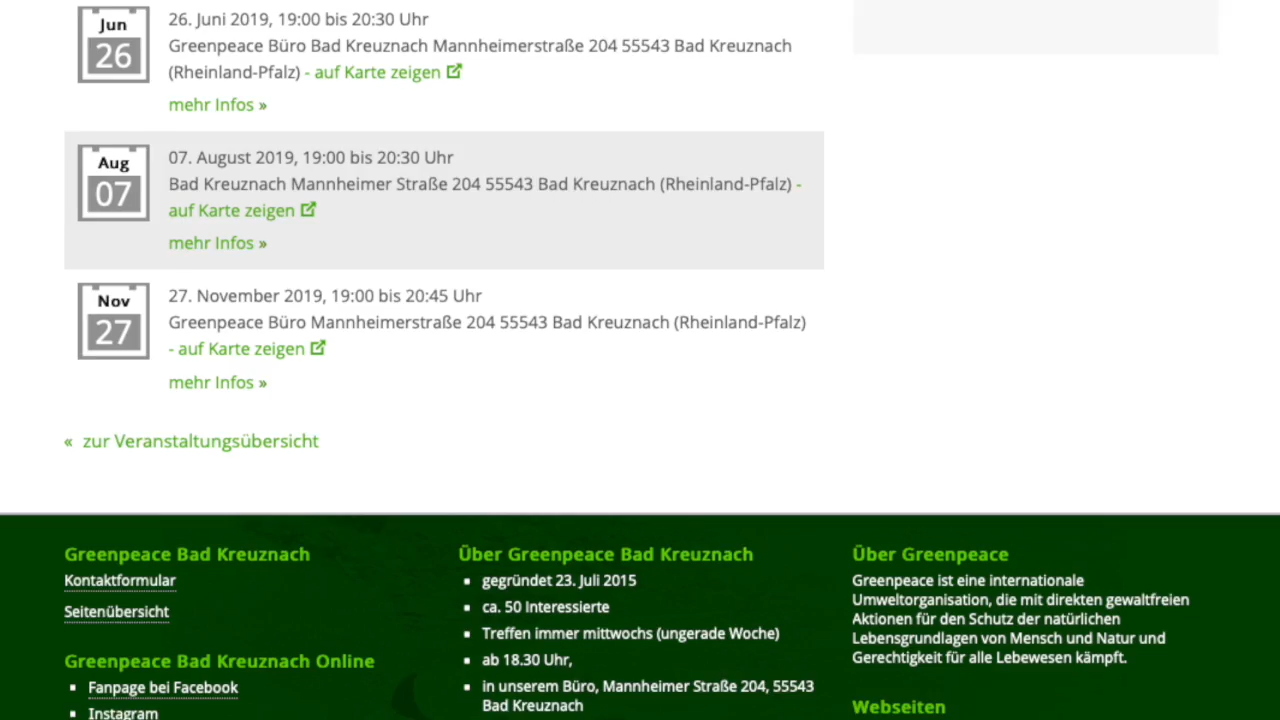 Jun
26
26. Juni 2019, 19:00 bis 20:30 Uhr
Greenpeace Büro Bad Kreuznach Mannheimerstraße 204 55543 Bad Kreuznach
(Rheinland-Pfalz) - auf Karte zeigen
mehr Infos »
Aug
07
07. August 2019, 19:00 bis 20:30 Uhr
Bad Kreuznach Mannheimer Straße 204 55543 Bad Kreuznach (Rheinland-Pfalz) -
auf Karte zeigen
mehr Infos »
Nov
27
27. November 2019, 19:00 bis 20:45 Uhr
Greenpeace Büro Mannheimerstraße 204 55543 Bad Kreuznach (Rheinland-Pfalz)
- auf Karte zeigen
mehr Infos »
« zur Veranstaltungsübersicht
Greenpeace Bad Kreuznach
Kontaktformular
Seitenübersicht
Greenpeace Bad Kreuznach Online
Fanpage bei Facebook
Instagram
Über Greenpeace Bad Kreuznach
gegründet 23. Juli 2015
ca. 50 Interessierte
Treffen immer mittwochs (ungerade Woche)
ab 18.30 Uhr,
in unserem Büro, Mannheimer Straße 204, 55543
Bad Kreuznach
Über Greenpeace
Greenpeace ist eine internationale
Umweltorganisation, die mit direkten gewaltfreien
Aktionen für den Schutz der natürlichen
Lebensgrundlagen von Mensch und Natur und
Gerechtigkeit für alle Lebewesen kämpft.
Webseiten